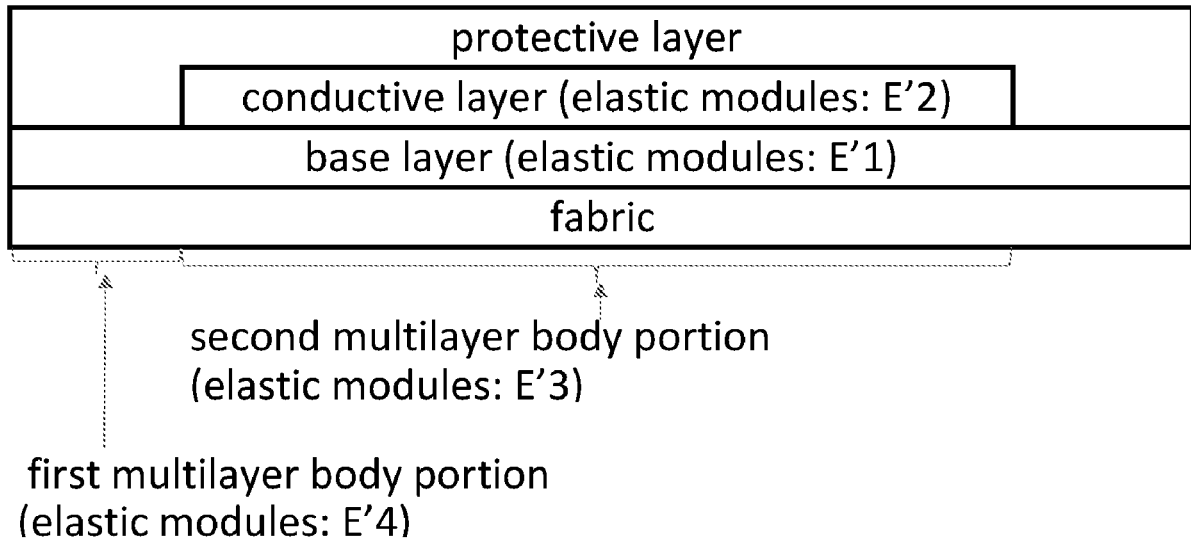 protective layer
conductive layer (elastic modules: E’2)
base layer (elastic modules: E’1)
fabric
second multilayer body portion
(elastic modules: E’3)
first multilayer body portion
(elastic modules: E’4)